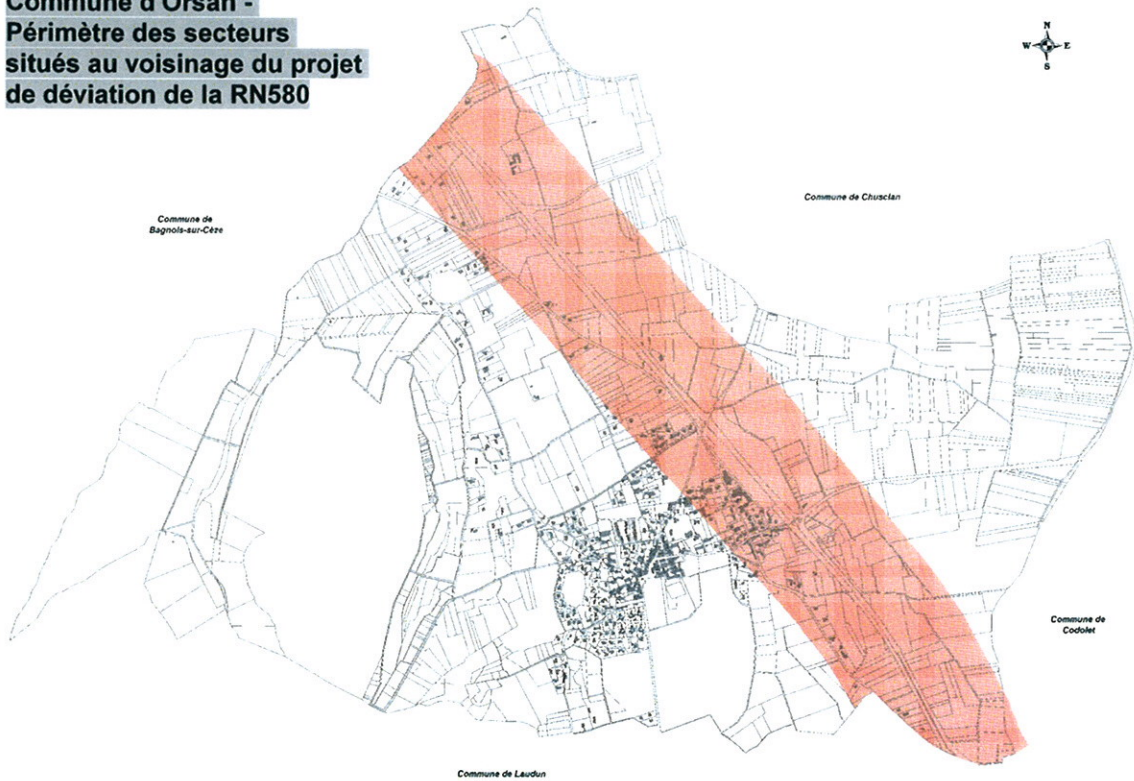 Commune d'Orsan -
Périmètre des secteurs
situés au voisinage du projet
de déviation de la RN580
N
W E
S
Commune de Chusclan
Commune de
Bagnols-sur-Cèze
Commune de
Codolet
Commune de Laudun